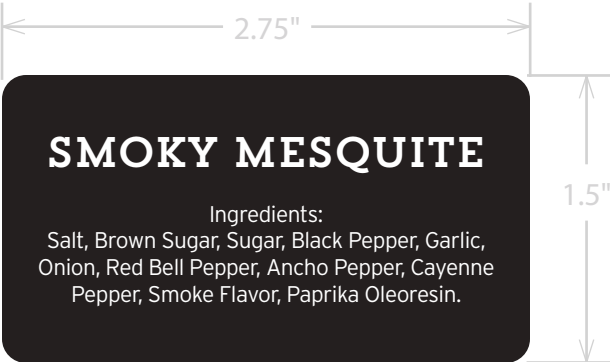 2.75"
SMOKY MESQUITE
1.5"
Ingredients:
Salt, Brown Sugar, Sugar, Black Pepper, Garlic,
Onion, Red Bell Pepper, Ancho Pepper, Cayenne
Pepper, Smoke Flavor, Paprika Oleoresin.